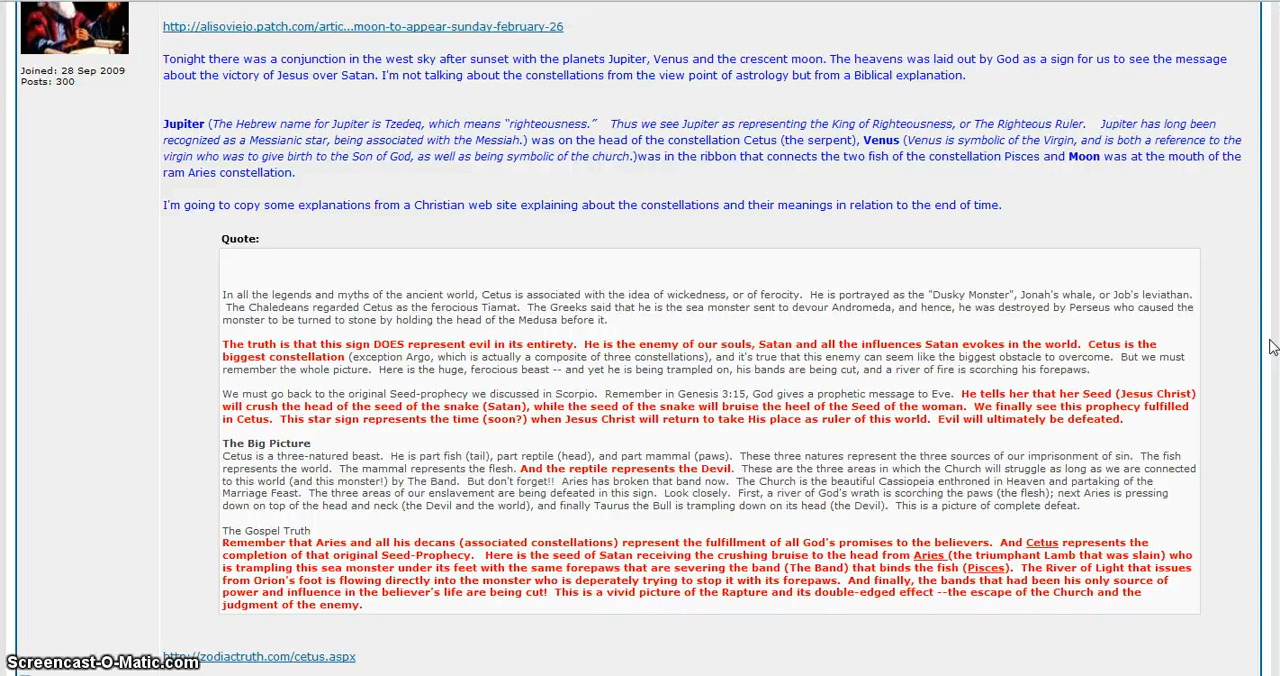 http://alisoviejo.patch.com/artic...moon-to-appear-sunday-february-26
Joined: 28 Sep 2009
Posts: 300
Tonight there was a conjunction in the west sky after sunset with the planets Jupiter, Venus and the crescent moon. The heavens was laid out by God as a sign for us to see the message
about the victory of Jesus over Satan. I'm not talking about the constellations from the view point of astrology but from a Biblical explanation.
Jupiter (The Hebrew name for Jupiter is Tzedeq, which means "righteousness." Thus we see Jupiter as representing the King of Righteousness, or The Righteous Ruler. Jupiter has long been
recognized as a Messianic star, being associated with the Messiah.) was on the head of the constellation Cetus (the serpent), Venus (Venus is symbolic of the Virgin, and is both a reference to the
virgin who was to give birth to the Son of God, as well as being symbolic of the church.)was in the ribbon that connects the two fish of the constellation Pisces and Moon was at the mouth of the
ram Aries constellation.
I'm going to copy some explanations from a Christian web site explaining about the constellations and their meanings in relation to the end of time.
Quote:
In all the legends and myths of the ancient world, Cetus is associated with the idea of wickedness, or of ferocity. He is portrayed as the "Dusky Monster", Jonah's whale, or Job's leviathan.
The Chaledeans regarded Cetus as the ferocious Tiamat. The Greeks said that he is the sea monster sent to devour Andromeda, and hence, he was destroyed by Perseus who caused the
monster to be turned to stone by holding the head of the Medusa before it.
The truth is that this sign DOES represent evil in its entirety. He is the enemy of our souls, Satan and all the influences Satan evokes in the world. Cetus is the
biggest constellation (exception Argo, which is actually a composite of three constellations), and it's true that this enemy can seem like the biggest obstacle to overcome. But we must
remember the whole picture. Here is the huge, ferocious beast -- and yet he is being trampled on, his bands are being cut, and a river of fire is scorching his forepaws.
We must go back to the original Seed-prophecy we discussed in Scorpio. Remember in Genesis 3:15, God gives a prophetic message to Eve. He tells her that her Seed (Jesus Christ)
will crush the head of the seed of the snake (Satan), while the seed of the snake will bruise the heel of the Seed of the woman. We finally see this prophecy fulfilled
in Cetus. This star sign represents the time (soon?) when Jesus Christ will return to take His place as ruler of this world. Evil will ultimately be defeated.
The Big Picture
Cetus is a three-natured beast. He is part fish (tail), part reptile (head), and part mammal (paws). These three natures represent the three sources of our imprisonment of sin. The fish
represents the world. The mammal represents the flesh. And the reptile represents the Devil. These are the three areas in which the Church will struggle as long as we are connected
to this world (and this monster!) by The Band. But don't forget!! Aries has broken that band now. The Church is the beautiful Cassiopeia enthroned in Heaven and partaking of the
Marriage Feast. The three areas of our enslavement are being defeated in this sign. Look closely. First, a river of God's wrath is scorching the paws (the flesh); next Aries is pressing
down on top of the head and neck (the Devil and the world), and finally Taurus the Bull is trampling down on its head (the Devil). This is a picture of complete defeat.
The Gospel Truth
Remember that Aries and all his decans (associated constellations) represent the fulfillment of all God's promises to the believers. And Cetus represents the
completion of that original Seed-Prophecy. Here is the seed of Satan receiving the crushing bruise to the head from Aries (the triumphant Lamb that was slain) who
is trampling this sea monster under its feet with the same forepaws that are severing the band (The Band) that binds the fish (Pisces). The River of Light that issues
from Orion's foot is flowing directly into the monster who is deperately trying to stop it with its forepaws. And finally, the bands that had been his only source of
power and influence in the believer's life are being cut! This is a vivid picture of the Rapture and its double-edged effect --the escape of the Church and the
judgment of the enemy.
http://zodiactruth.com/cetus.aspx
Screencast-O-Matic.com